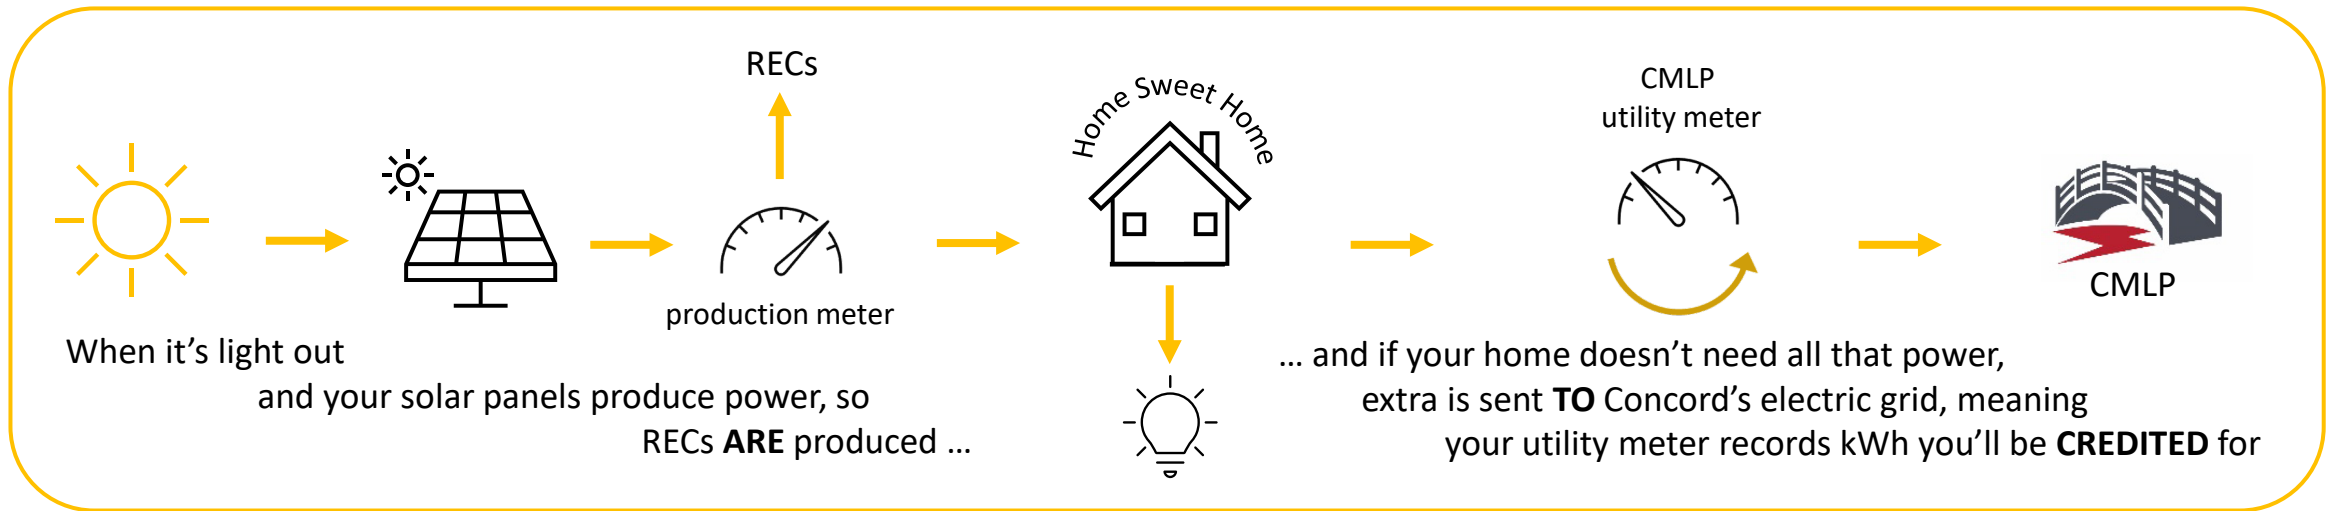 RECs
Home Sweet Home
CMLP
utility meter
CMLP
production meter
When it's light out
and your solar panels produce power, so
RECs ARE produced ...
... and if your home doesn't need all that power,
extra is sent TO Concord's electric grid, meaning
your utility meter records kWh you'll be CREDITED for